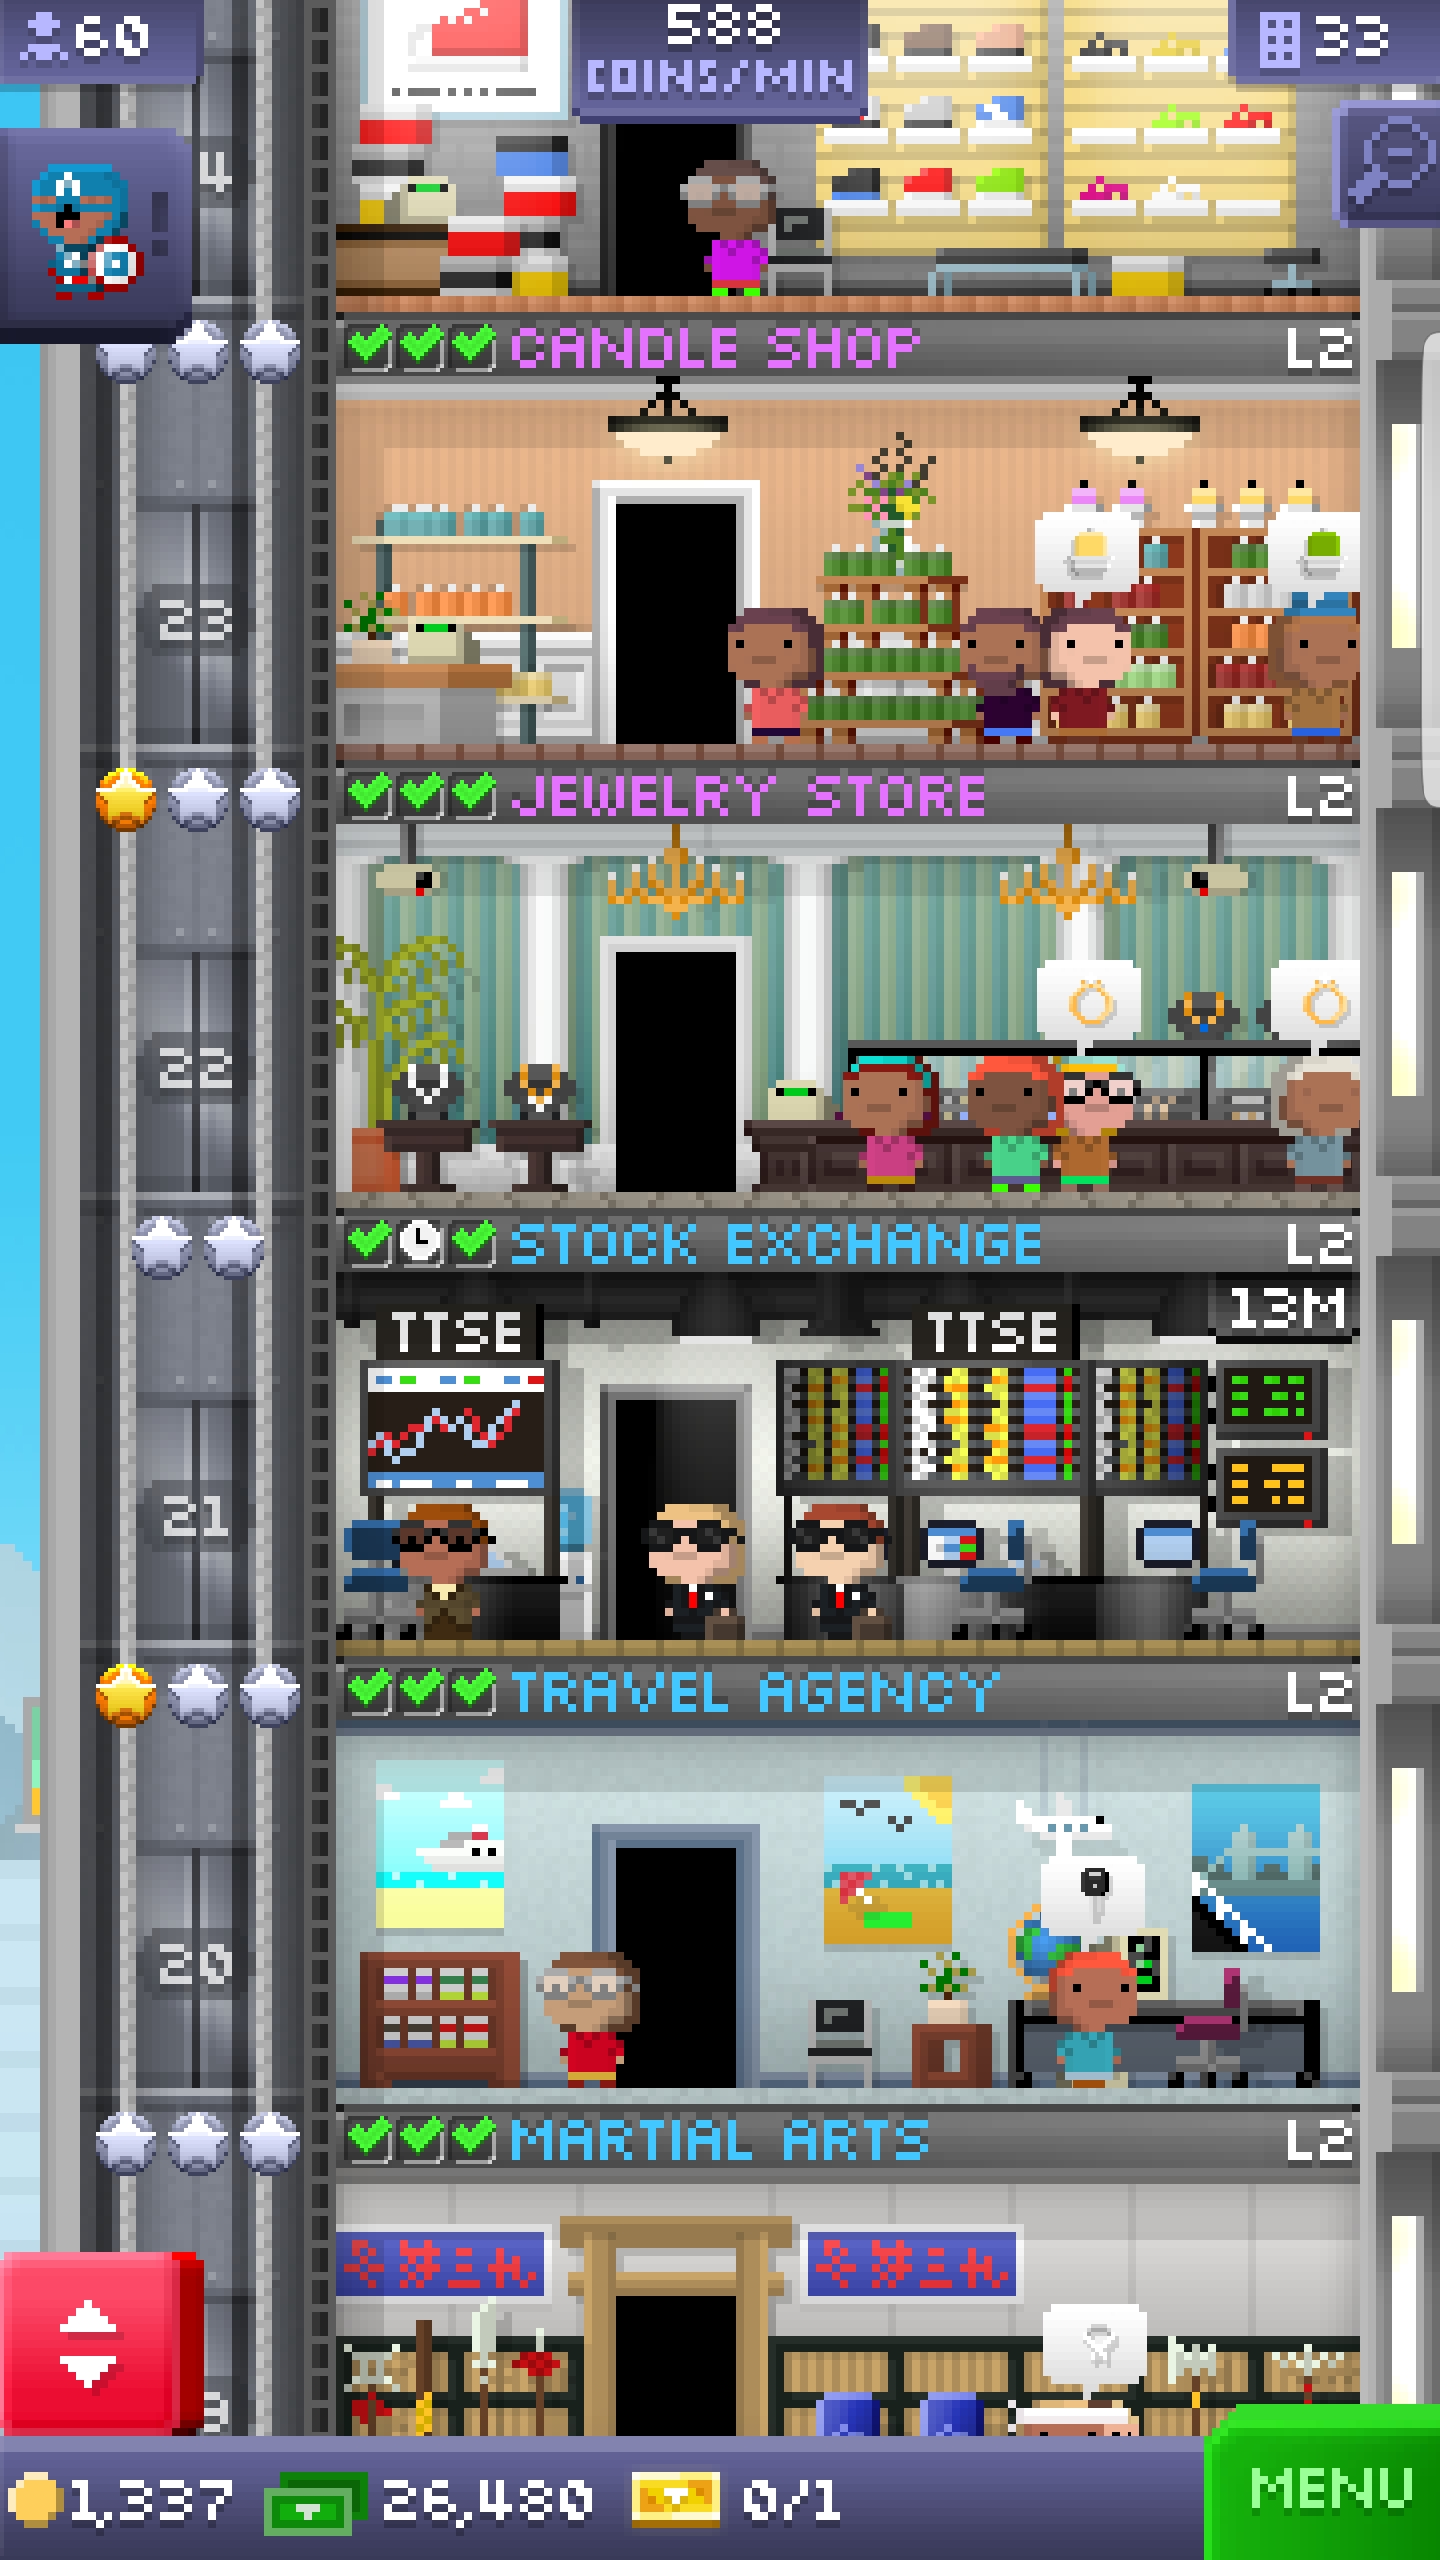 60
588
COINS/MIN
33
4
CANDLE SHOP L2
23
JEWELRY STORE L2
22
STOCK EXCHANGE L2
13M
TTSE TTSE
21
TRAVEL AGENCY L2
20
MARTIAL ARTS L2
1,337 26,480 0/1
MENU